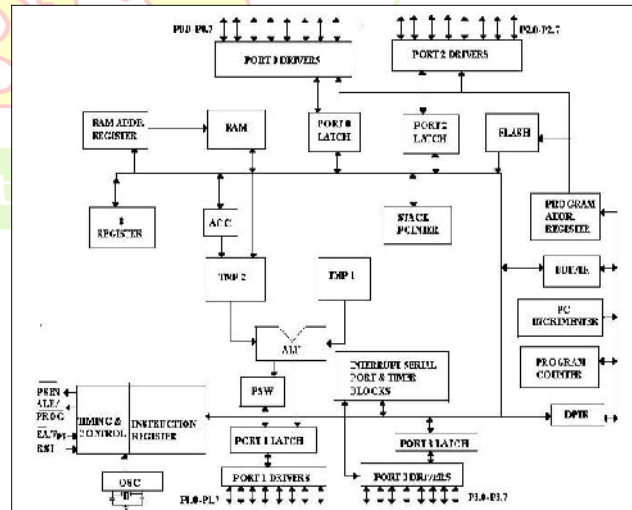 P0.0-P0.7
P2.0-P2.7
PORT 0 DRIVERS
PORT 2 DRIVERS
RAM ADDR.
REGISTER
RAM
PORT 0
LATCH
PORT 2
LATCH
FLASH
B
REGISTER
ACC
STACK
POINTER
PROGRAM
ADDR.
REGISTER
TMP 2
TMP 1
BUFFER
PC
INCREMENTER
ALU
INTERRUPT SERIAL
PORT & TIMER
BLOCKS
PROGRAM
COUNTER
PSW
PSEN
ALE/
PROG
EA/VPP
RST
TIMING &
CONTROL
INSTRUCTION
REGISTER
DPTR
PORT 1 LATCH
PORT 3 LATCH
OSC
PORT 1 DRIVERS
PORT 3 DRIVERS
P1.0-P1.7
P3.0-P3.7